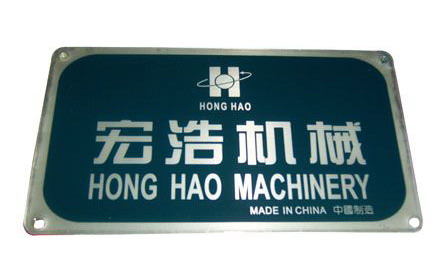 H
HONG HAO
宏浩机械
HONG HAO MACHINERY
MADE IN CHINA 中國制造